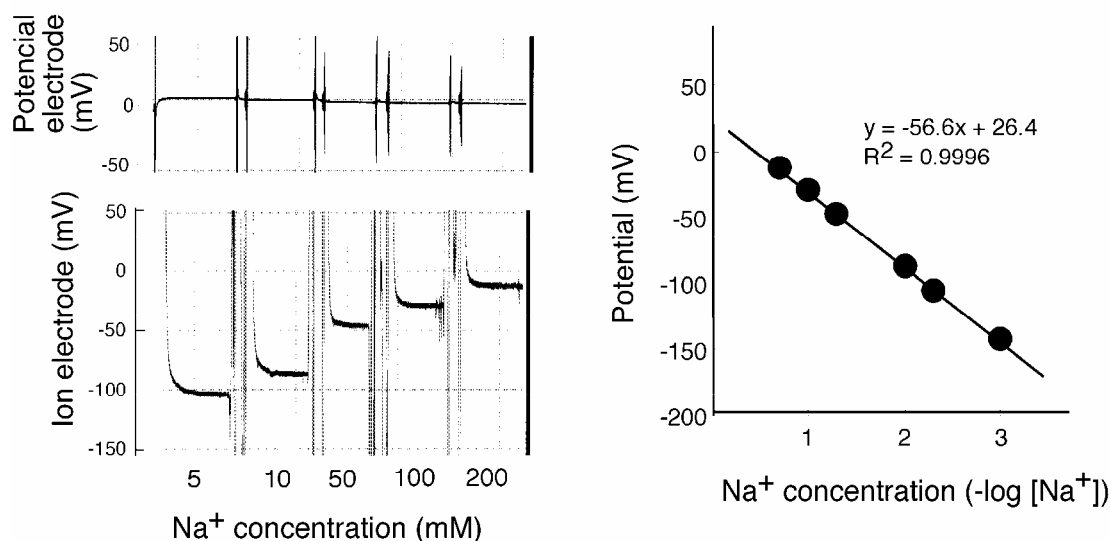 Potencial
electrode
(mV)
50
0
-50
Ion electrode (mV)
50
0
-50
-100
-150
5 10 50 100 200
Na+ concentration (mM)
Potential (mV)
50
0
-50
-100
-150
-200
y = -56.6x + 26.4
R2 = 0.9996
1 2 3
Na+ concentration (-log [Na+])